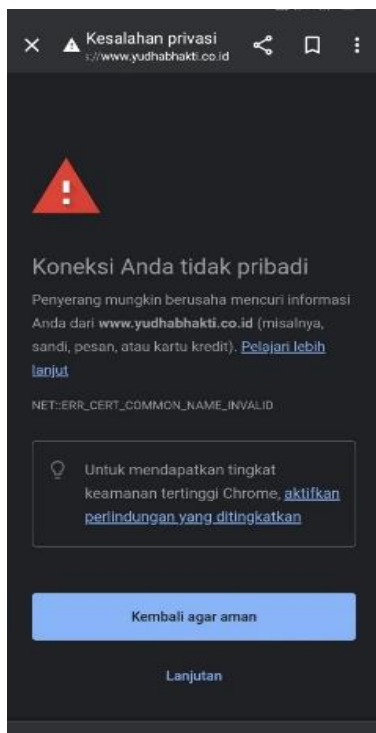 Kesalahan privasi
s://www.yudhabhakti.co.id
Koneksi Anda tidak pribadi
Penyerang mungkin berusaha mencuri informasi
Anda dari www.yudhabhakti.co.id (misalnya,
sandi, pesan, atau kartu kredit). Pelajari lebih
lanjut
NET::ERR_CERT_COMMON_NAME_INVALID
Untuk mendapatkan tingkat
keamanan tertinggi Chrome, aktifkan
perlindungan yang ditingkatkan
Kembali agar aman
Lanjutan